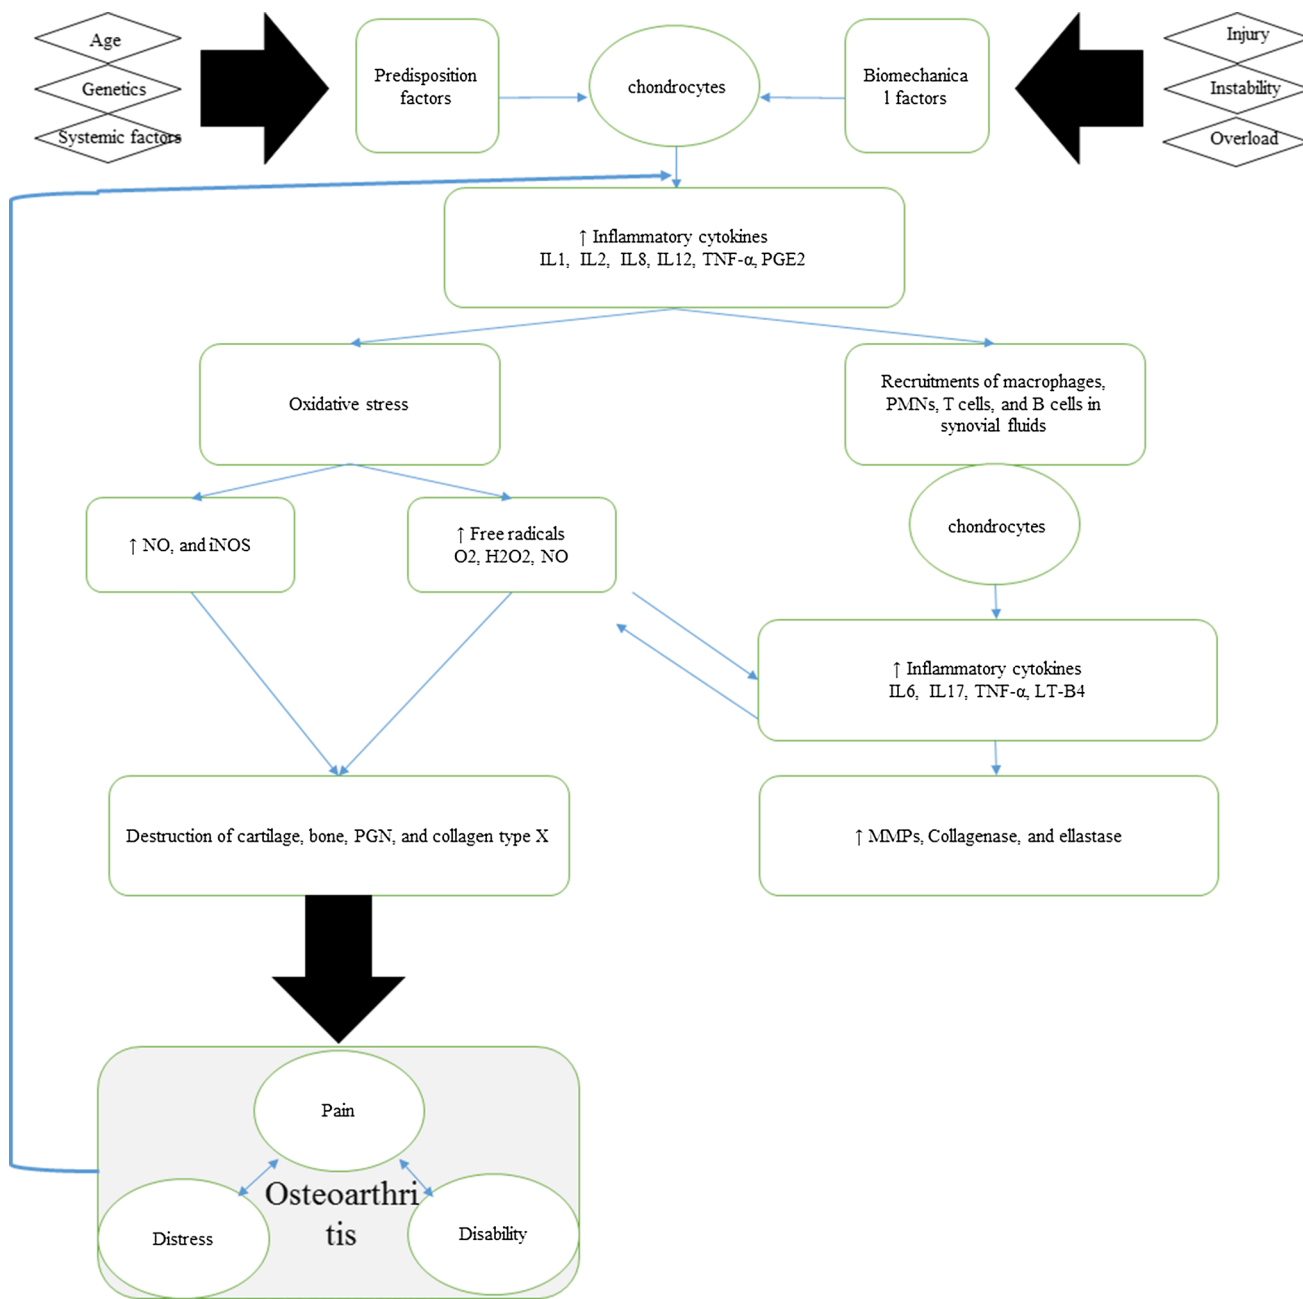 Age
Genetics
Systemic factors
Predisposition
factors
chondrocytes
Biomechanica
l factors
Injury
Instability
Overload
↑ Inflammatory cytokines
IL1, IL2, IL8, IL12, TNF-α, PGE2
Oxidative stress
Recruitments of macrophages,
PMNs, T cells, and B cells in
synovial fluids
↑ NO, and iNOS
↑ Free radicals
O2, H2O2, NO
chondrocytes
↑ Inflammatory cytokines
IL6, IL17, TNF-α, LT-B4
Destruction of cartilage, bone, PGN, and collagen type X
↑ MMPs, Collagenase, and ellastase
Pain
Osteoarthri
tis
Distress
Disability